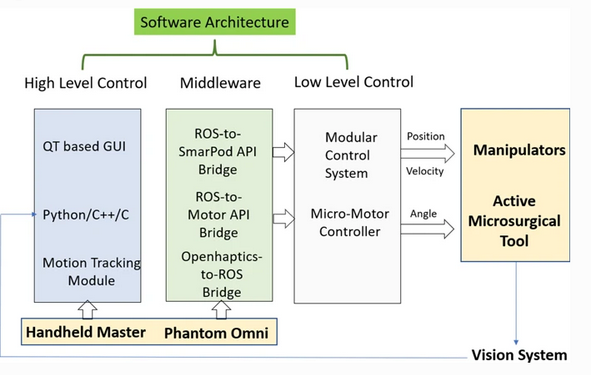 Software Architecture
High Level Control
Middleware
Low Level Control
QT based GUI
Python/C++/C
Motion Tracking
Module
ROS-to-
SmarPod API
Bridge
ROS-to-
Motor API
Bridge
Openhaptics-
to-ROS
Bridge
Modular
Control
System
Micro-Motor
Controller
Position
Velocity
Angle
Manipulators
Active
Microsurgical
Tool
Handheld Master
Phantom Omni
Vision System